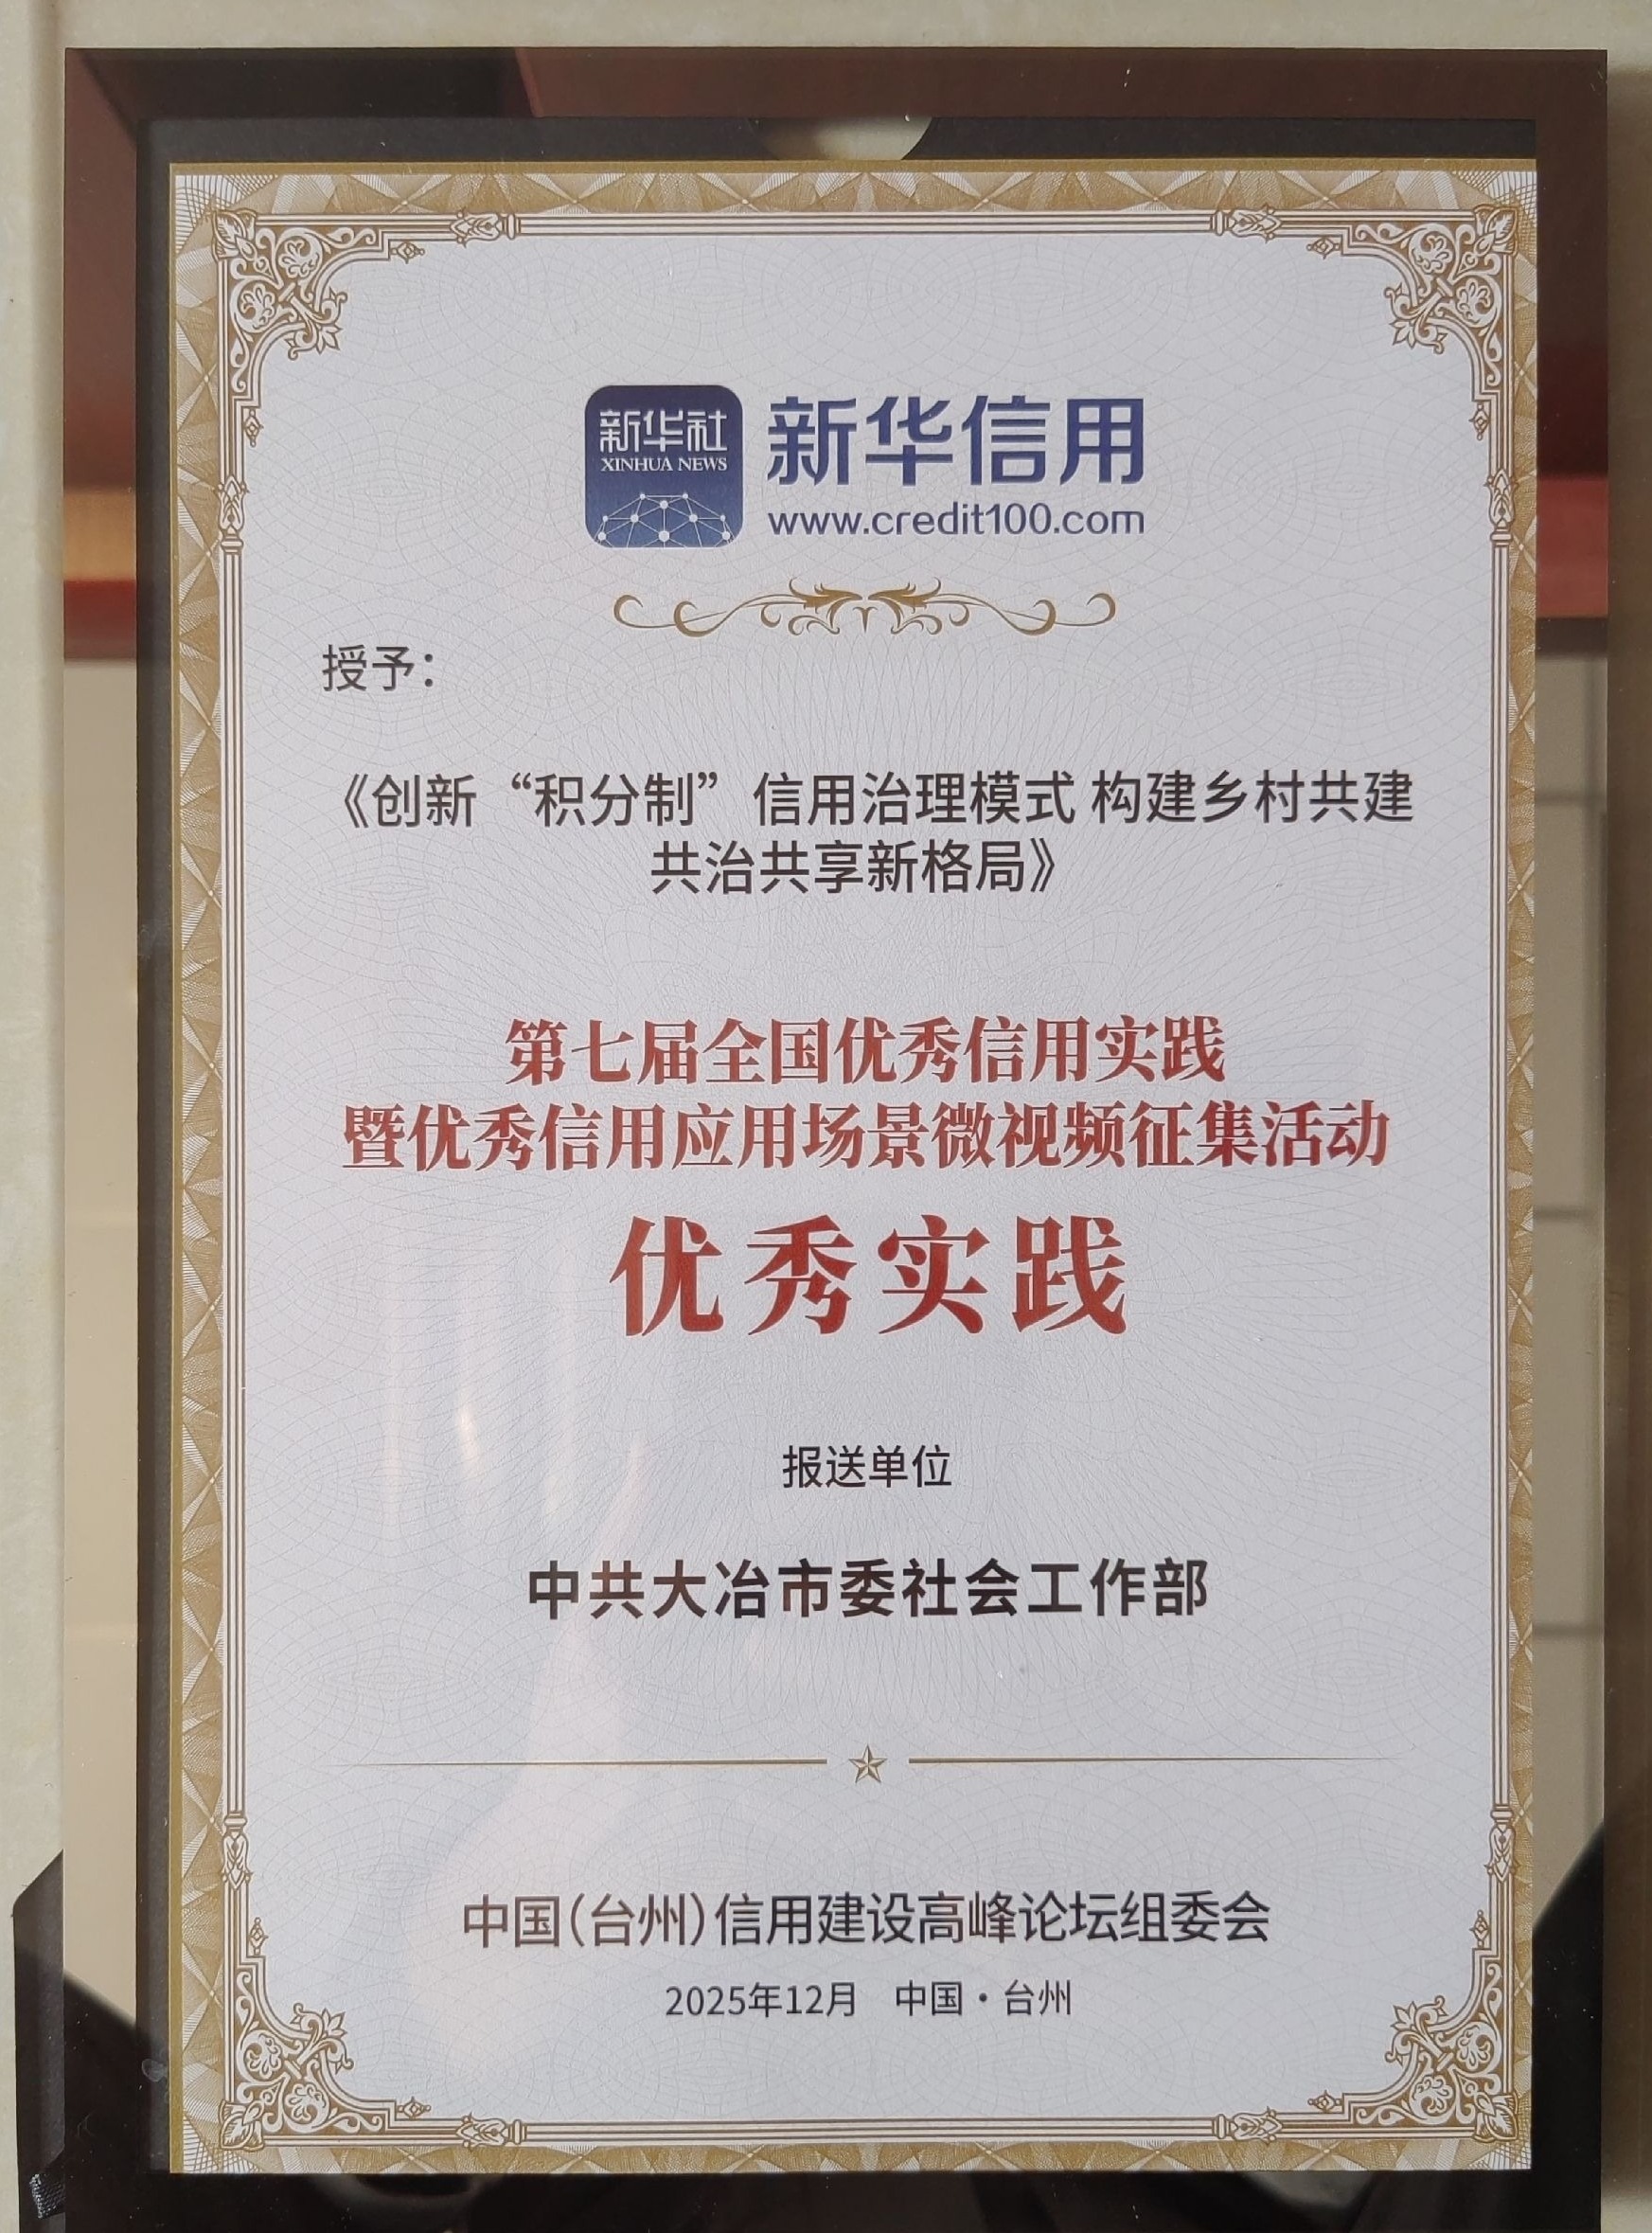 新华社
XINHUA NEWS
新华信用
www.credit100.com
授予：
《创新“积分制”信用治理模式 构建乡村共建
共治共享新格局》
第七届全国优秀信用实践
暨优秀信用应用场景微视频征集活动
优秀实践
报送单位
中共大冶市委社会工作部
中国（台州）信用建设高峰论坛组委会
2025年12月 中国·台州